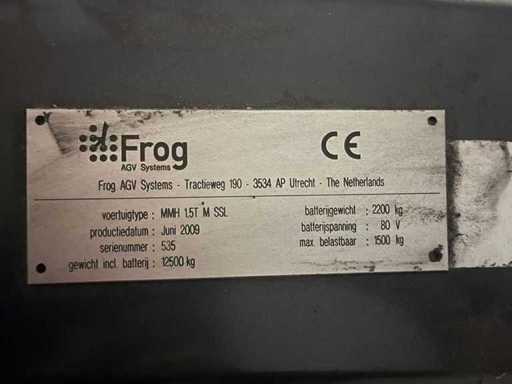 Frog
AGV Systems
CE
Frog AGV Systems - Tractieweg 190 - 3534 AP Utrecht - The Netherlands
voertuigtype : MMH 1.5T M SSL
productiedatum : Juni 2009
serienummer : 535
gewicht incl. batterij : 12500 kg
batterijgewicht : 2200 kg
batterijspanning : 80 V
max. belastbaar : 1500 kg